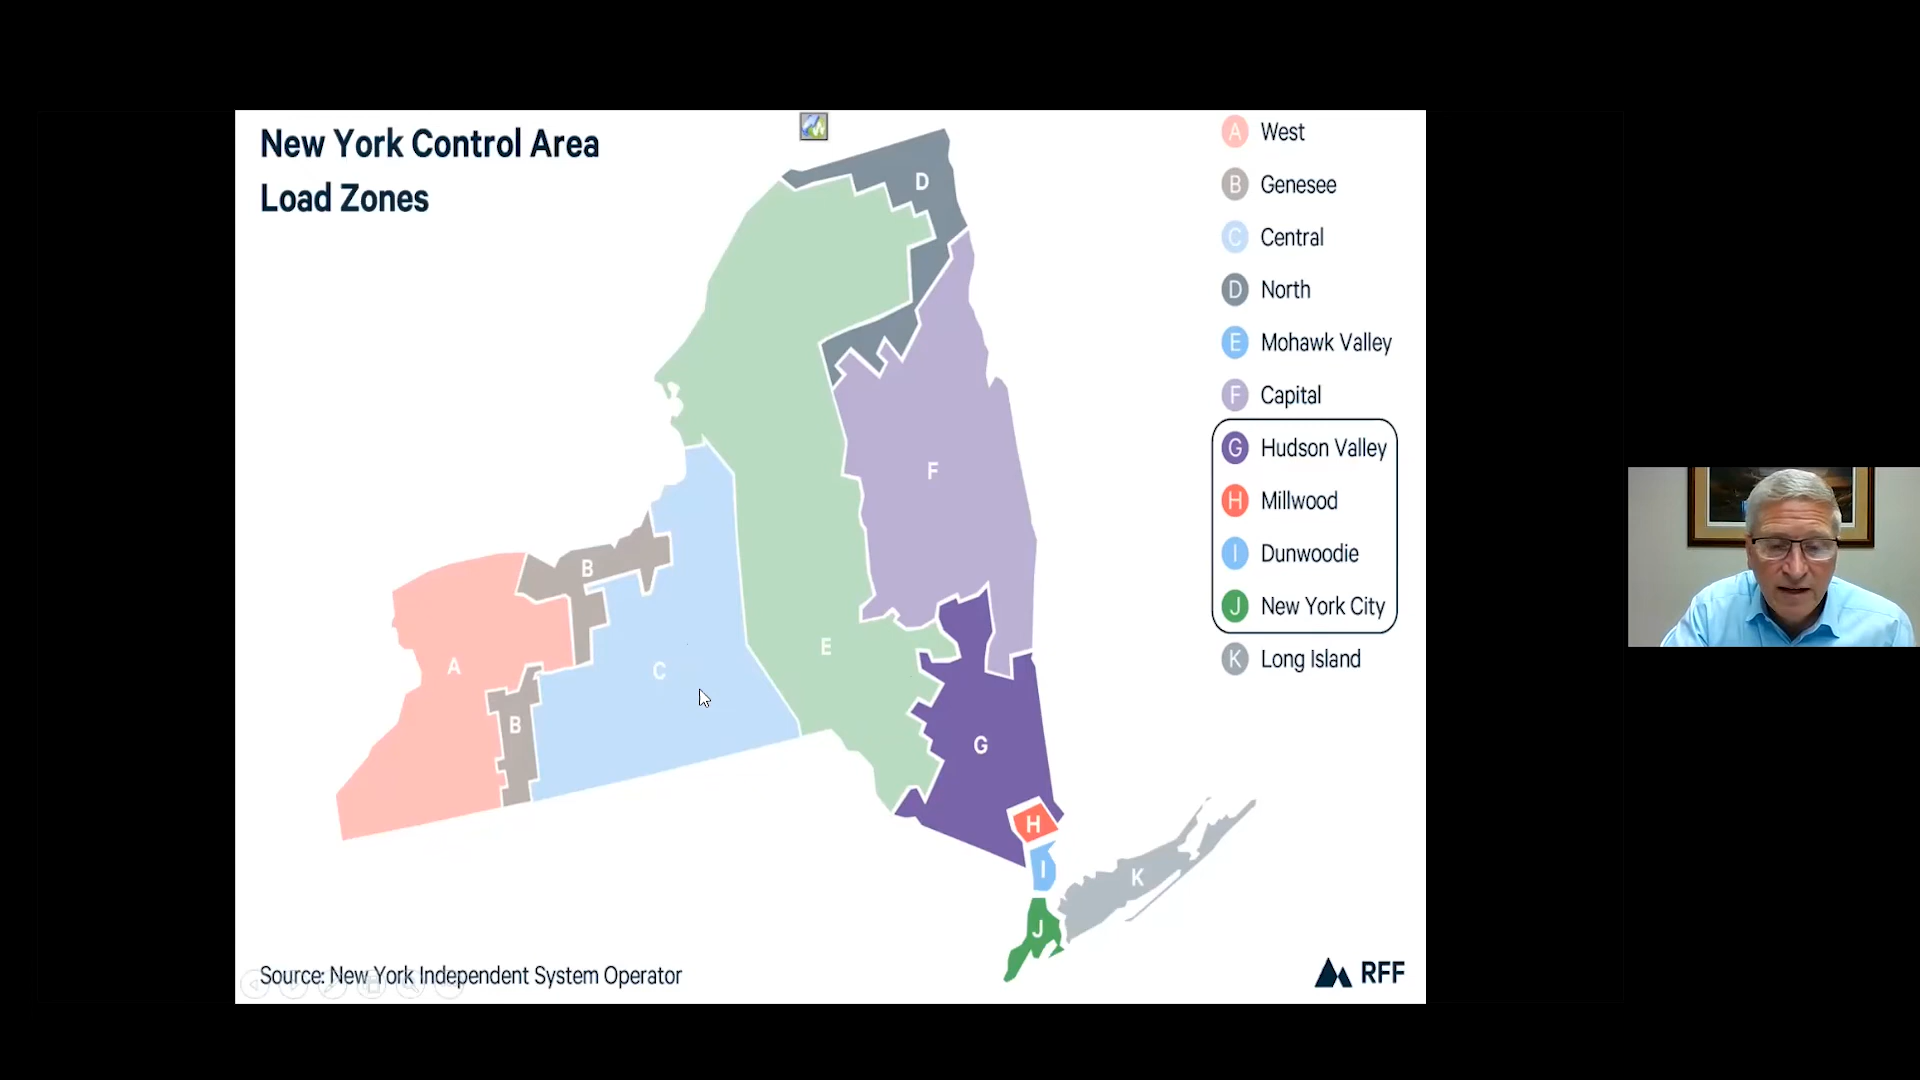 New York Control Area
Load Zones
A West
B Genesee
C Central
D North
E Mohawk Valley
F Capital
G Hudson Valley
H Millwood
I Dunwoodie
J New York City
K Long Island
D
F
B
A
E
C
B
G
H
I
K
J
Source: New York Independent System Operator
RFF